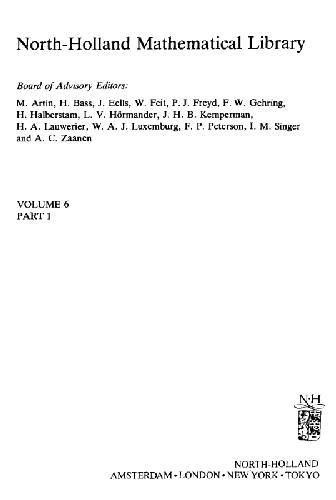 North-Holland Mathematical Library
Board of Advisory Editors:
M. Artin, H. Bass, J. Eells, W. Feit, P. J. Freyd, F. W. Gehring,
H. Halberstam, L. V. Hörmander, J. H. B. Kemperman,
H. A. Lauwerier, W. A. J. Luxemburg, F. P. Peterson, I. M. Singer
and A. C. Zaanen
VOLUME 6
PART 1
N·H
NORTH-HOLLAND
AMSTERDAM · LONDON · NEW YORK · TOKYO